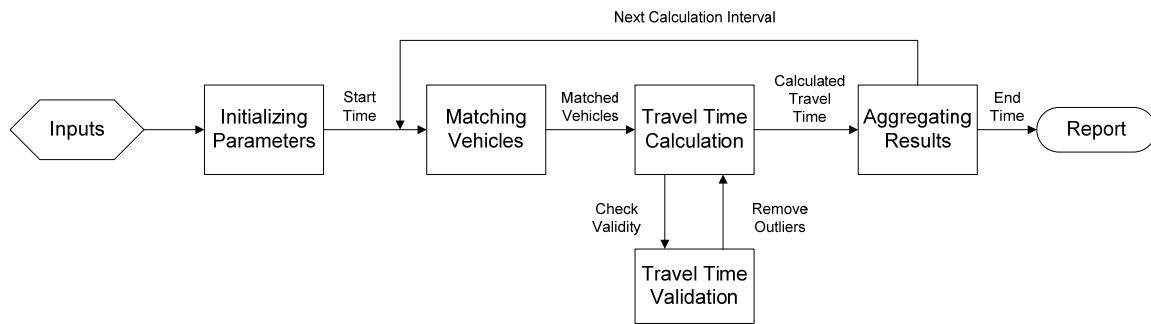 Next Calculation Interval
Inputs
Initializing
Parameters
Start
Time
Matching
Vehicles
Matched
Vehicles
Travel Time
Calculation
Calculated
Travel
Time
Aggregating
Results
End
Time
Report
Check
Validity
Remove
Outliers
Travel Time
Validation